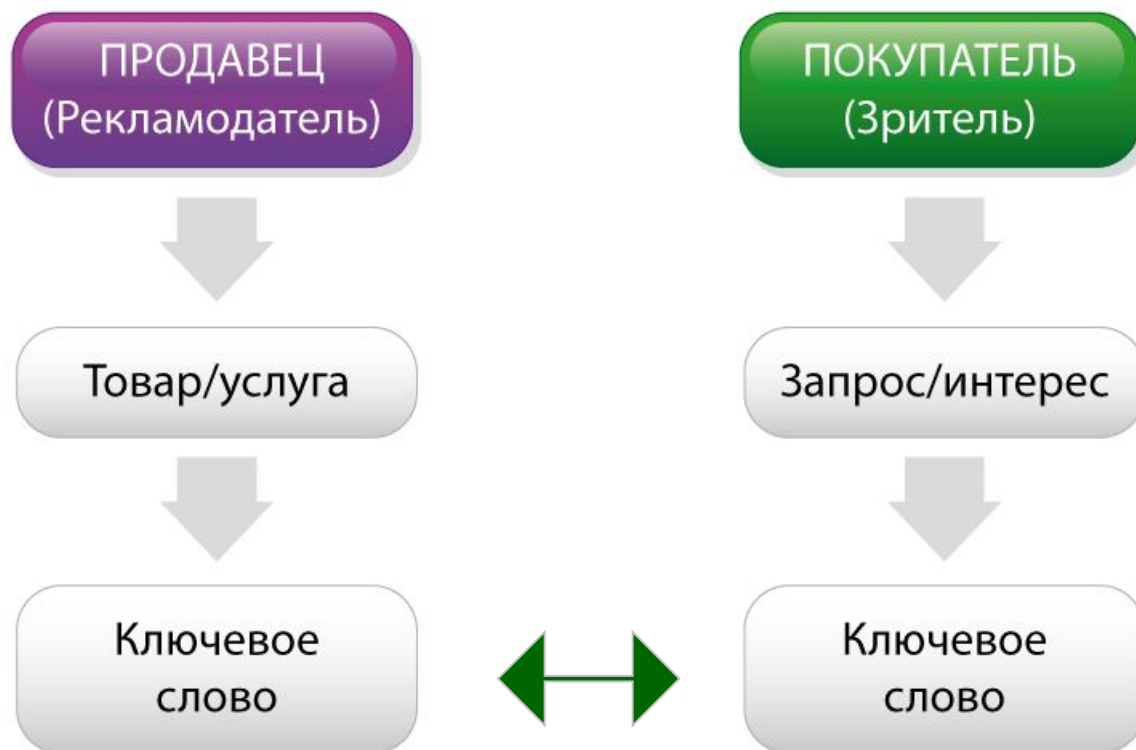 ПРОДАВЕЦ
(Рекламодатель)
ПОКУПАТЕЛЬ
(Зритель)
Товар/услуга
Запрос/интерес
Ключевое
слово
Ключевое
слово